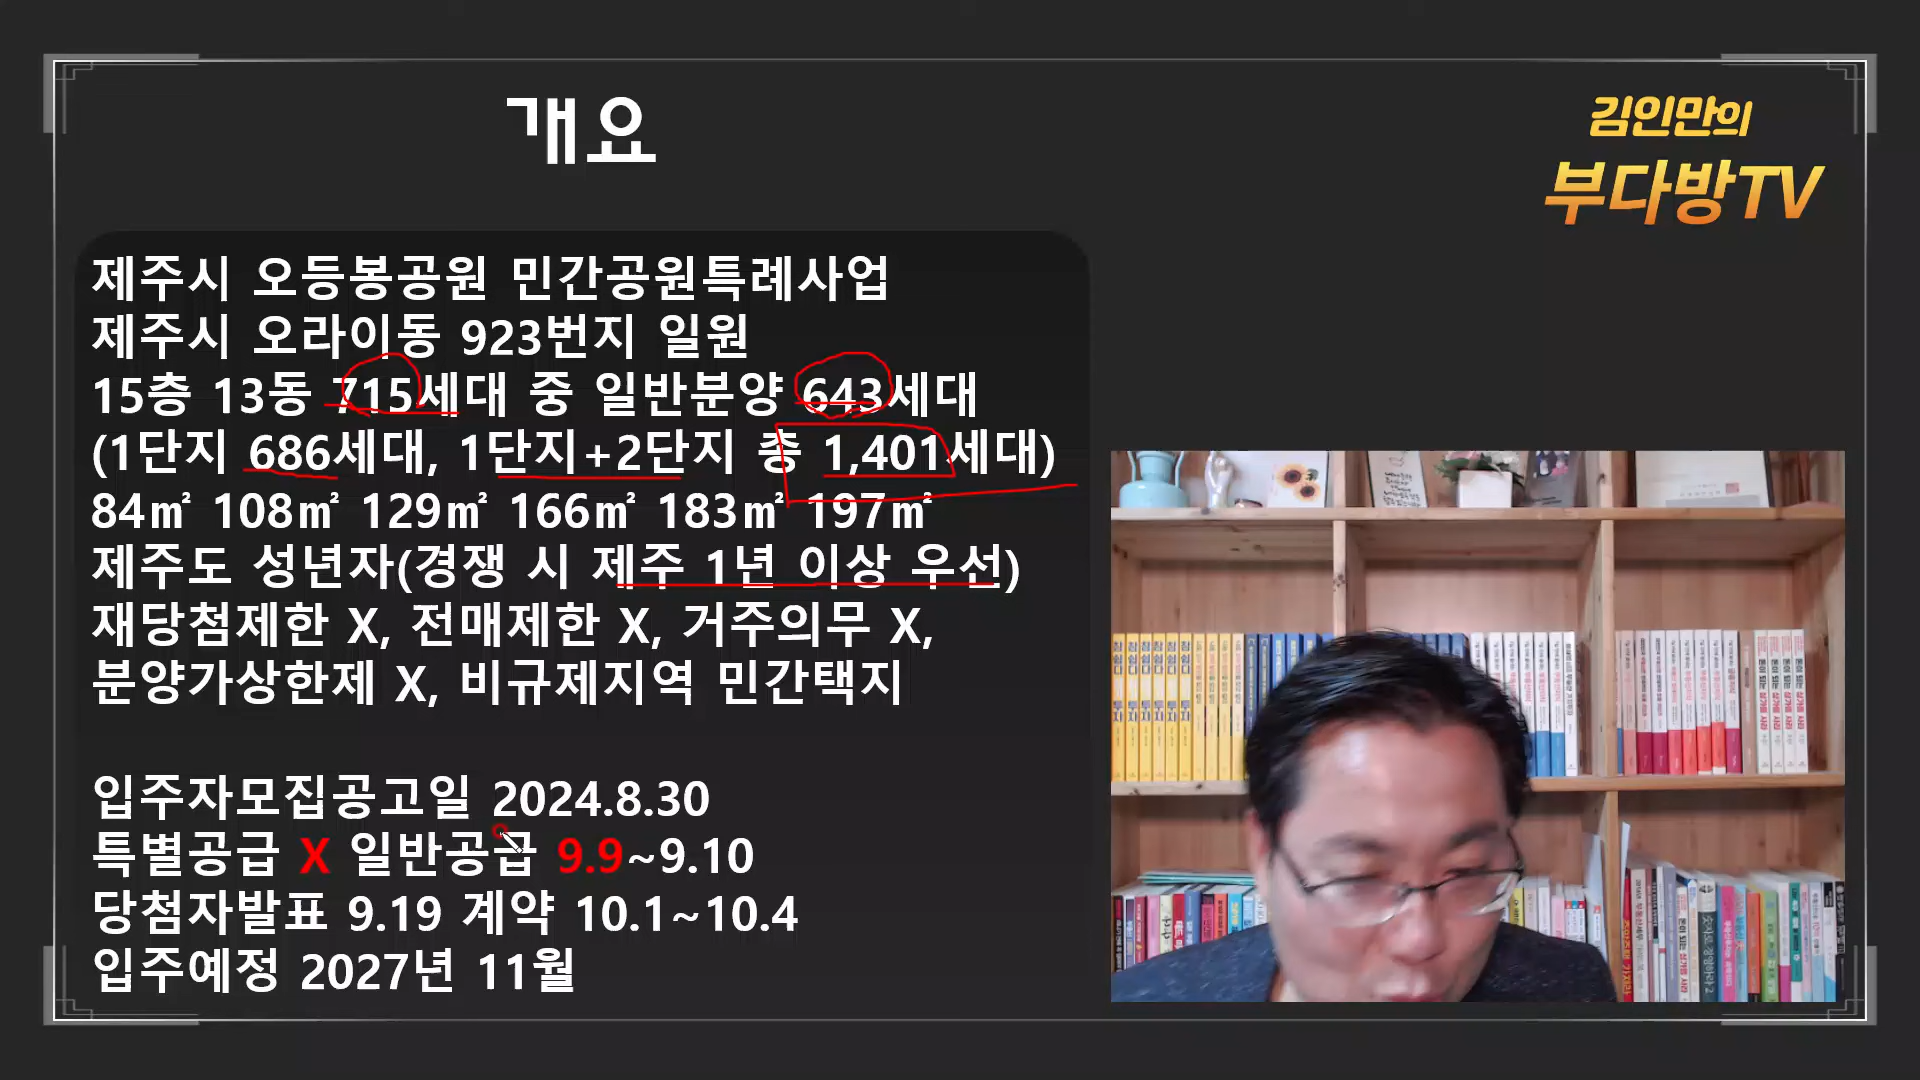 개요
김인만의
부다방TV
제주시 오등봉공원 민간공원특례사업
제주시 오라이동 923번지 일원
15층 13동 715세대 중 일반분양 643세대
(1단지 686세대, 1단지+2단지 총 1,401세대)
84㎡ 108㎡ 129㎡ 166㎡ 183㎡ 197㎡
제주도 성년자(경쟁 시 제주 1년 이상 우선)
재당첨제한 X, 전매제한 X, 거주의무 X,
분양가상한제 X, 비규제지역 민간택지
입주자모집공고일 2024.8.30
특별공급 X 일반공급 9.9~9.10
당첨자발표 9.19 계약 10.1~10.4
입주예정 2027년 11월